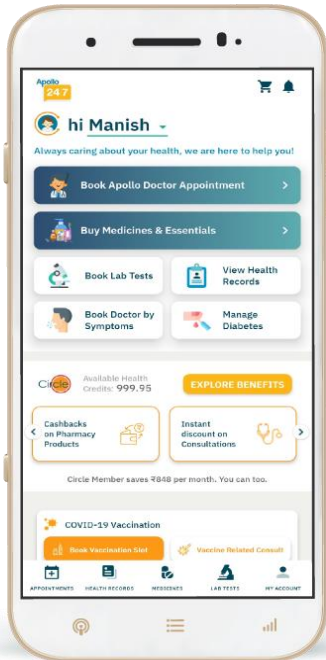 Apollo
24 7
hi Manish
Always caring about your health, we are here to help you!
Book Apollo Doctor Appointment
Buy Medicines & Essentials
Book Lab Tests
View Health
Records
Book Doctor by
Symptoms
Manage
Diabetes
Circle
Available Health
Credits: 999.95
EXPLORE BENEFITS
Cashbacks
on Pharmacy
Products
Instant
discount on
Consultations
Circle Member saves ₹848 per month. You can too.
COVID-19 Vaccination
Book Vaccination Slot
Vaccine Related Consult
APPOINTMENTS
HEALTH RECORDS
MEDICINES
LAB TESTS
MY ACCOUNT